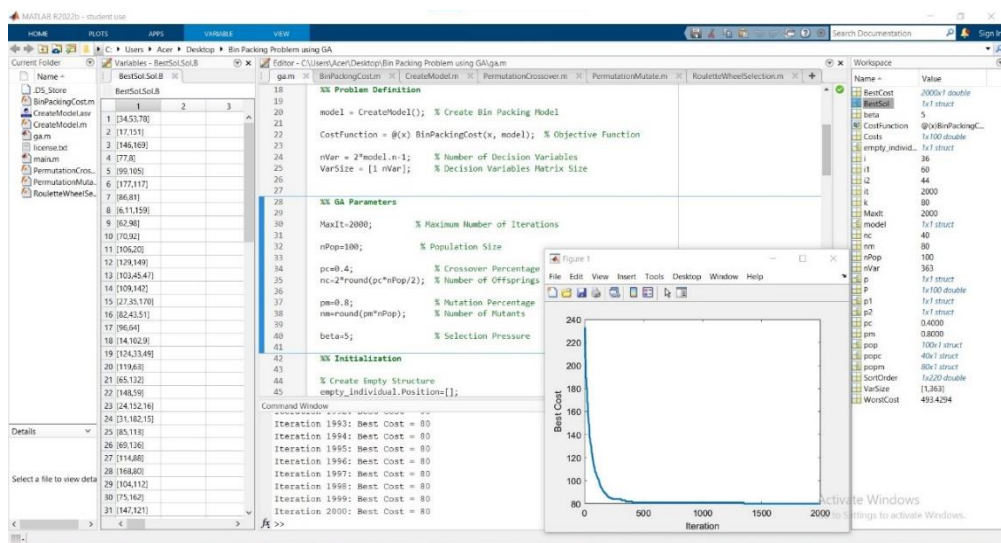 MATLAB R2022b - student use
HOME PLOTS APPS VARIABLE VIEW
Search Documentation Sign In
C: Users Acer Desktop Bin Packing Problem using GA
Current Folder
Name
.DS_Store
BinPackingCost.m
CreateModel.asv
CreateModel.m
ga.m
license.txt
main.m
PermutationCros...
PermutationMuta...
RouletteWheelSe...
Details
Select a file to view deta
Variables - BestSol.Sol.B
BestSol.Sol.B
BestSol.Sol.B
1 2 3
1 [34,53,78]
2 [17,151]
3 [146,169]
4 [77,8]
5 [99,105]
6 [177,117]
7 [86,81]
8 [6,11,159]
9 [62,98]
10 [70,92]
11 [106,20]
12 [129,149]
13 [103,45,47]
14 [109,142]
15 [27,35,170]
16 [82,43,51]
17 [96,64]
18 [14,102,9]
19 [124,33,49]
20 [119,63]
21 [65,132]
22 [148,59]
23 [24,152,16]
24 [31,182,15]
25 [85,113]
26 [69,136]
27 [114,88]
28 [168,80]
29 [104,112]
30 [75,162]
31 [147,121]
Editor - C:\Users\Acer\Desktop\Bin Packing Problem using GA\ga.m
ga.m BinPackingCost.m CreateModel.m PermutationCrossover.m PermutationMutate.m RouletteWheelSelection.m
18 %% Problem Definition
19
20 model = CreateModel(); % Create Bin Packing Model
21
22 CostFunction = @(x) BinPackingCost(x, model); % Objective Function
23
24 nVar = 2*model.n-1; % Number of Decision Variables
25 VarSize = [1 nVar]; % Decision Variables Matrix Size
26
27
28 %% GA Parameters
29
30 MaxIt=2000; % Maximum Number of Iterations
31
32 nPop=100; % Population Size
33
34 pc=0.4; % Crossover Percentage
35 nc=2*round(pc*nPop/2); % Number of Offsprings
36
37 pm=0.8; % Mutation Percentage
38 nm=round(pm*nPop); % Number of Mutants
39
40 beta=5; % Selection Pressure
41
42 %% Initialization
43
44 % Create Empty Structure
45 empty_individual.Position=[];
Command Window
Iteration 1993: Best Cost = 80
Iteration 1994: Best Cost = 80
Iteration 1995: Best Cost = 80
Iteration 1996: Best Cost = 80
Iteration 1997: Best Cost = 80
Iteration 1998: Best Cost = 80
Iteration 1999: Best Cost = 80
Iteration 2000: Best Cost = 80
fx >>
Figure 1
File Edit View Insert Tools Desktop Window Help
240
220
200
180
160
140
120
100
80
0 500 1000 1500 2000
Best Cost
Iteration
Workspace
Name Value
BestCost 2000x1 double
BestSol 1x1 struct
beta 5
CostFunction @(x)BinPackingC...
Costs 1x100 double
empty_individ... 1x1 struct
i 36
i1 60
i2 44
it 2000
k 80
MaxIt 2000
model 1x1 struct
nc 40
nm 80
nPop 100
nVar 363
p 1x1 struct
P 1x100 double
p1 1x1 struct
p2 1x1 struct
pc 0.4000
pm 0.8000
pop 100x1 struct
popc 40x1 struct
popm 80x1 struct
SortOrder 1x220 double
VarSize [1,363]
WorstCost 493.4294
Activate Windows
to Settings to activate Windows.